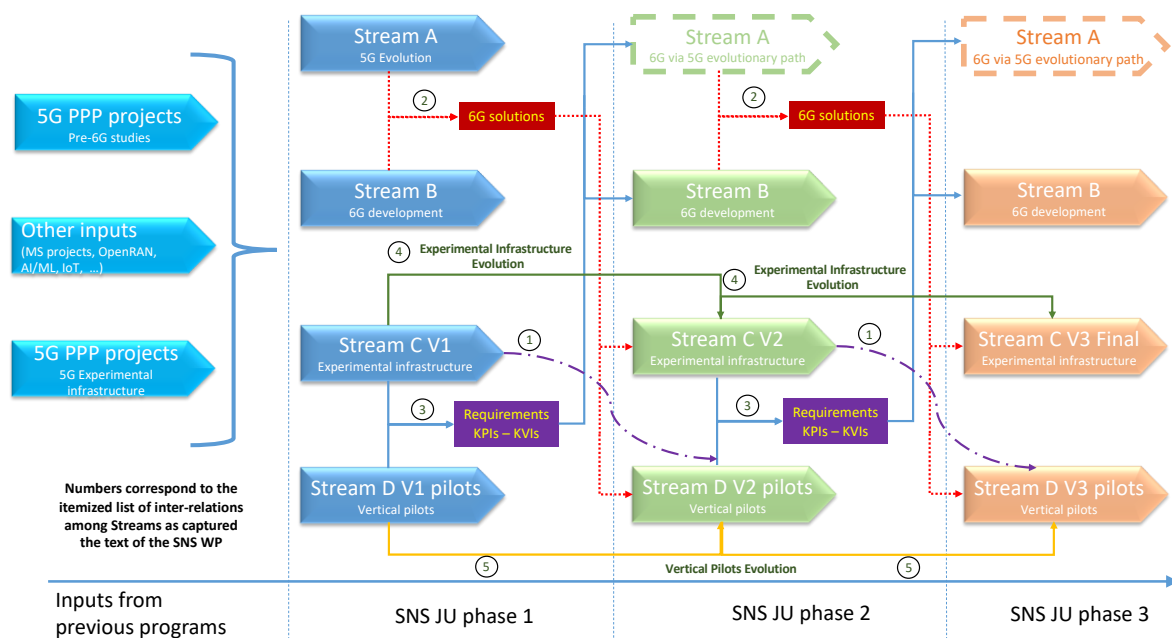 Stream A
5G Evolution
Stream A
6G via 5G evolutionary path
Stream A
6G via 5G evolutionary path
2
6G solutions
2
6G solutions
5G PPP projects
Pre-6G studies
Stream B
6G development
Stream B
6G development
Stream B
6G development
Other inputs
(MS projects, OpenRAN,
AI/ML, IoT, …)
4
Experimental Infrastructure
Evolution
4
Experimental Infrastructure
Evolution
5G PPP projects
5G Experimental
infrastructure
Stream C V1
Experimental infrastructure
1
Stream C V2
Experimental infrastructure
1
Stream C V3 Final
Experimental infrastructure
3
Requirements
KPIs – KVIs
3
Requirements
KPIs – KVIs
Numbers correspond to the
itemized list of inter-relations
among Streams as captured
the text of the SNS WP
Stream D V1 pilots
Vertical pilots
Stream D V2 pilots
Vertical pilots
Stream D V3 pilots
Vertical pilots
5
Vertical Pilots Evolution
5
Inputs from
previous programs
SNS JU phase 1
SNS JU phase 2
SNS JU phase 3